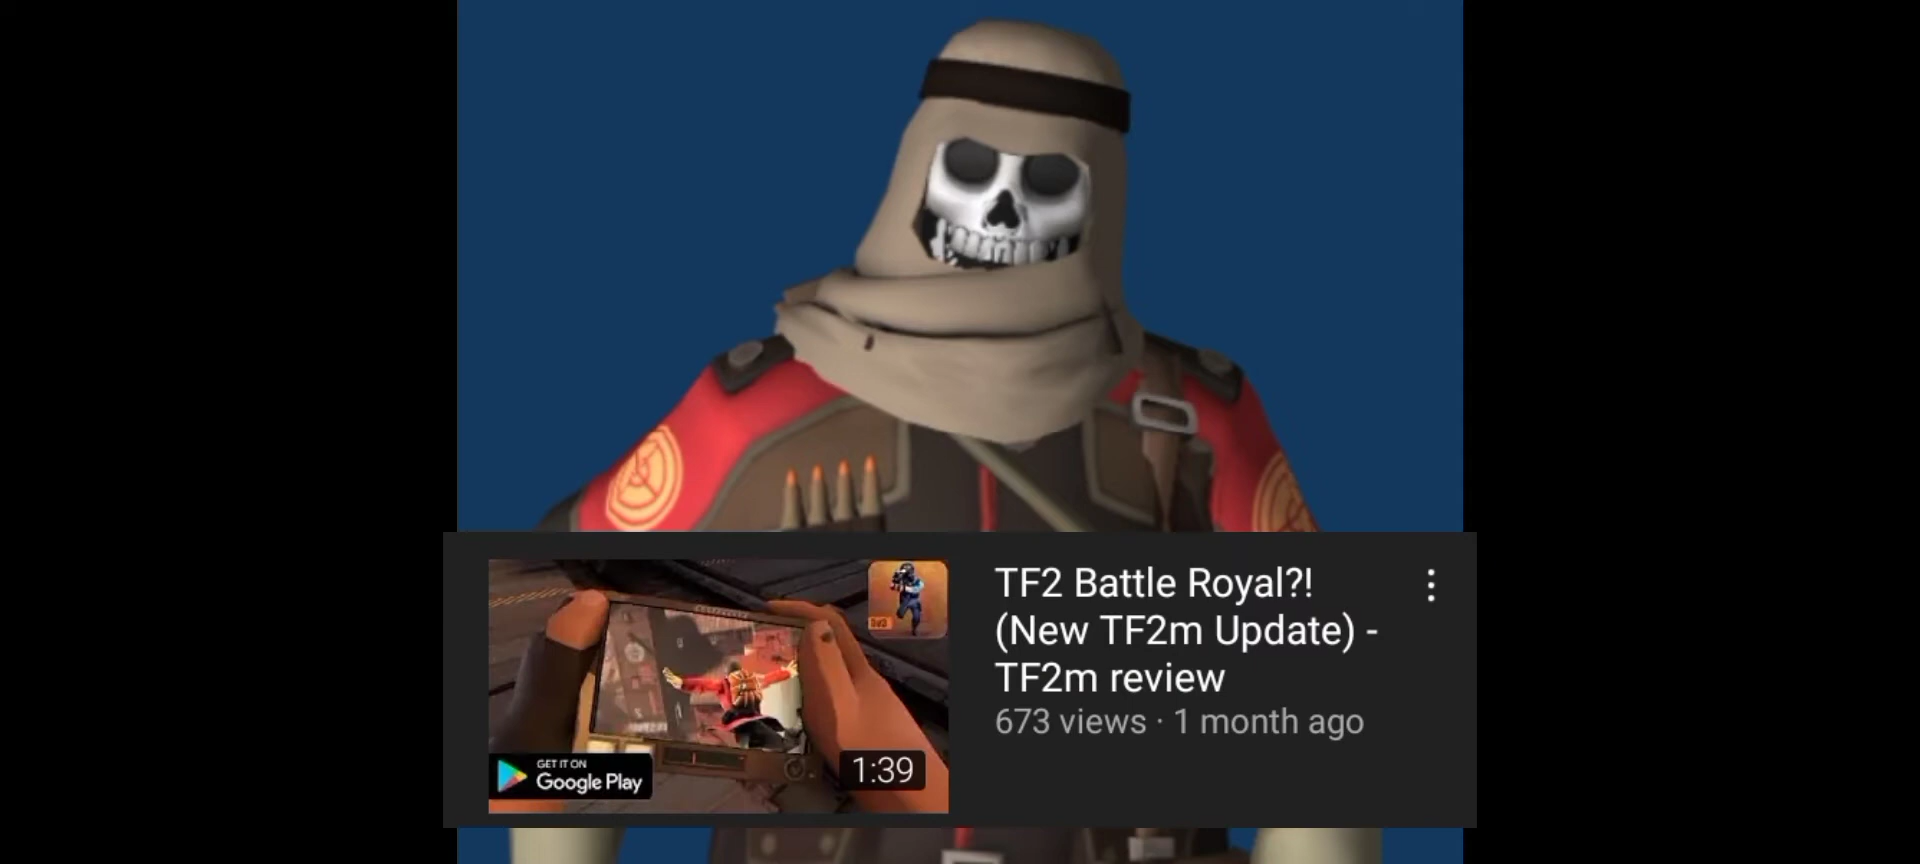 TF2 Battle Royal?!
(New TF2m Update) -
TF2m review
673 views · 1 month ago
GET IT ON
Google Play
1:39